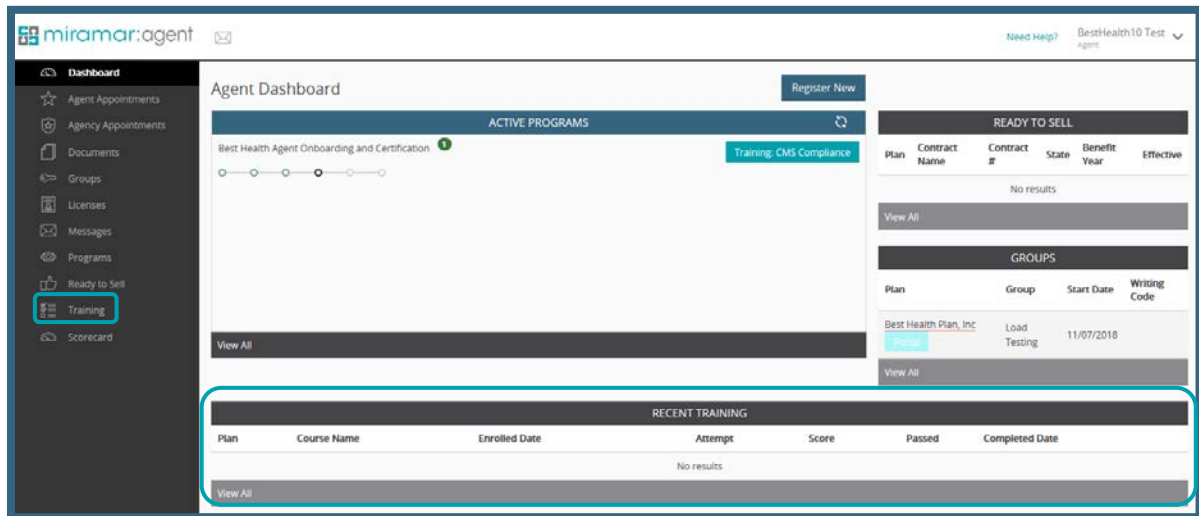 miramar:agent
Need Help?
BestHealth10 Test
Agent
Dashboard
Agent Appointments
Agency Appointments
Documents
Groups
Licenses
Messages
Programs
Ready to Sell
Training
Scorecard
Agent Dashboard
Register New
ACTIVE PROGRAMS
Best Health Agent Onboarding and Certification 1
Training: CMS Compliance
View All
READY TO SELL
Plan Contract Name Contract # State Benefit Year Effective
No results
View All
GROUPS
Plan Group Start Date Writing Code
Best Health Plan, Inc Load Testing 11/07/2018
Portal
View All
RECENT TRAINING
Plan Course Name Enrolled Date Attempt Score Passed Completed Date
No results
View All